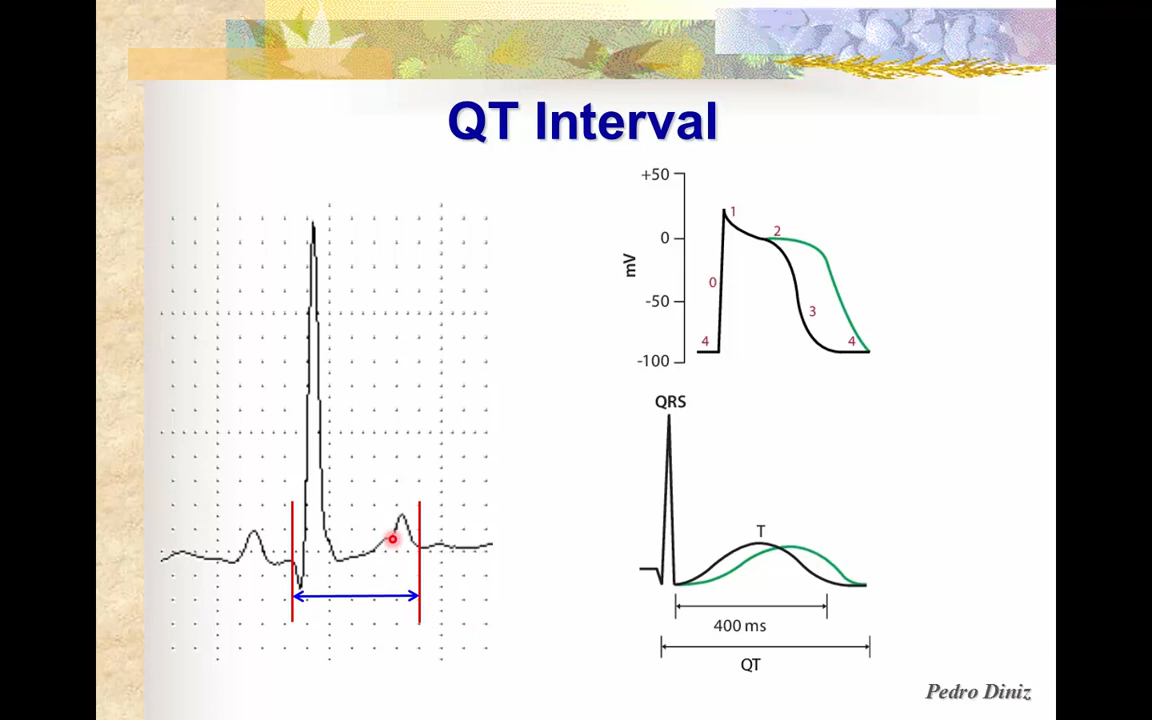 QT Interval
+50
1
2
0
mV
0
-50
3
4
4
-100
QRS
T
400 ms
QT
Pedro Diniz